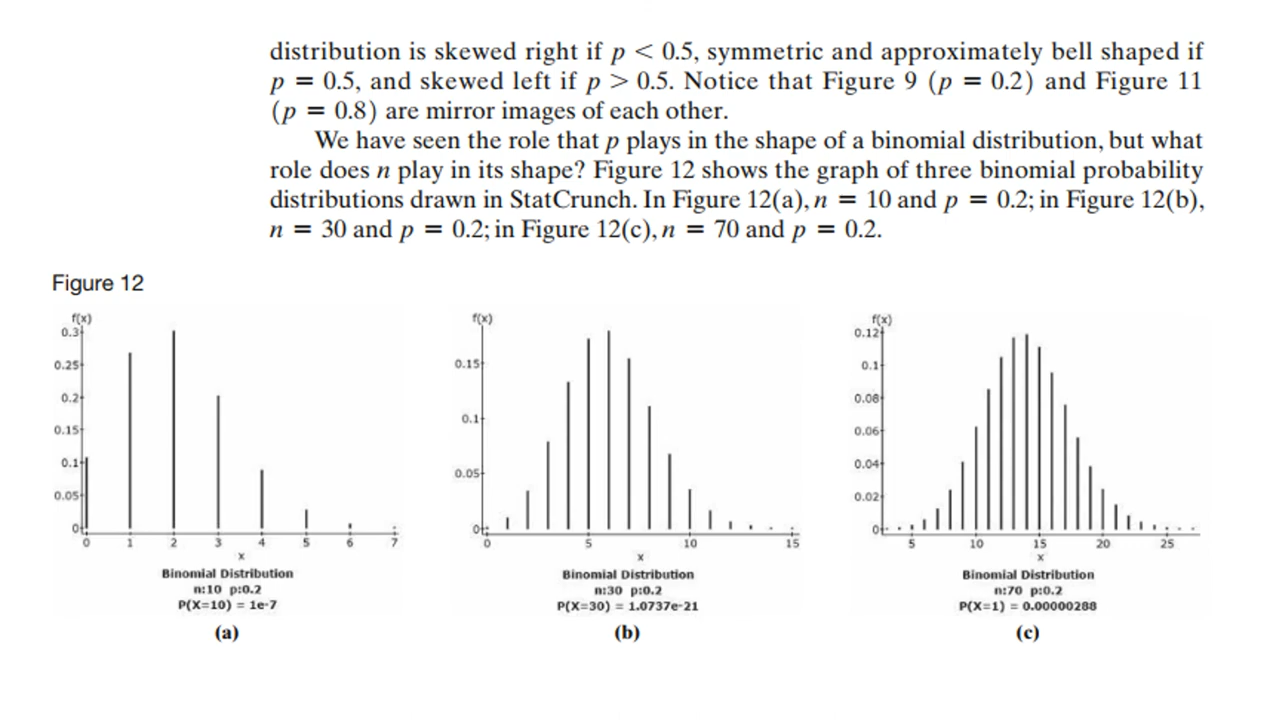 distribution is skewed right if p < 0.5, symmetric and approximately bell shaped if
p = 0.5, and skewed left if p > 0.5. Notice that Figure 9 (p = 0.2) and Figure 11
(p = 0.8) are mirror images of each other.
We have seen the role that p plays in the shape of a binomial distribution, but what
role does n play in its shape? Figure 12 shows the graph of three binomial probability
distributions drawn in StatCrunch. In Figure 12(a), n = 10 and p = 0.2; in Figure 12(b),
n = 30 and p = 0.2; in Figure 12(c), n = 70 and p = 0.2.
Figure 12
f(x)
0.3
0.25
0.2
0.15
0.1
0.05
0
0 1 2 3 4 5 6 7
x
Binomial Distribution
n:10 p:0.2
P(X=10) = 1e-7
(a)
f(x)
0.15
0.1
0.05
0
0 5 10 15
x
Binomial Distribution
n:30 p:0.2
P(X=30) = 1.0737e-21
(b)
f(x)
0.12
0.1
0.08
0.06
0.04
0.02
0
5 10 15 20 25
x
Binomial Distribution
n:70 p:0.2
P(X=1) = 0.00000288
(c)